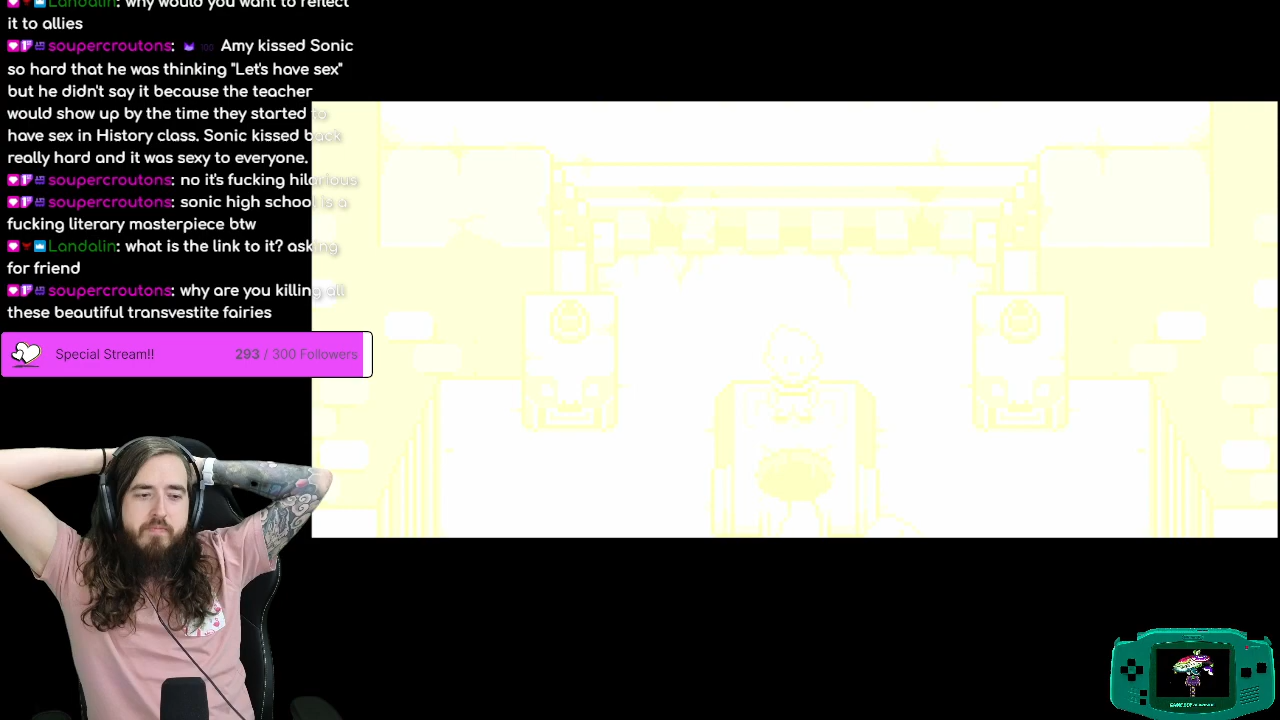 Landalin: why would you want to reflect
it to allies
soupercroutons: Amy kissed Sonic
so hard that he was thinking "Let's have sex"
but he didn't say it because the teacher
would show up by the time they started to
have sex in History class. Sonic kissed back
really hard and it was sexy to everyone.
soupercroutons: no it's fucking hilarious
soupercroutons: sonic high school is a
fucking literary masterpiece btw
Landalin: what is the link to it? asking
for friend
soupercroutons: why are you killing all
these beautiful transvestite fairies
Special Stream!! 293 / 300 Followers